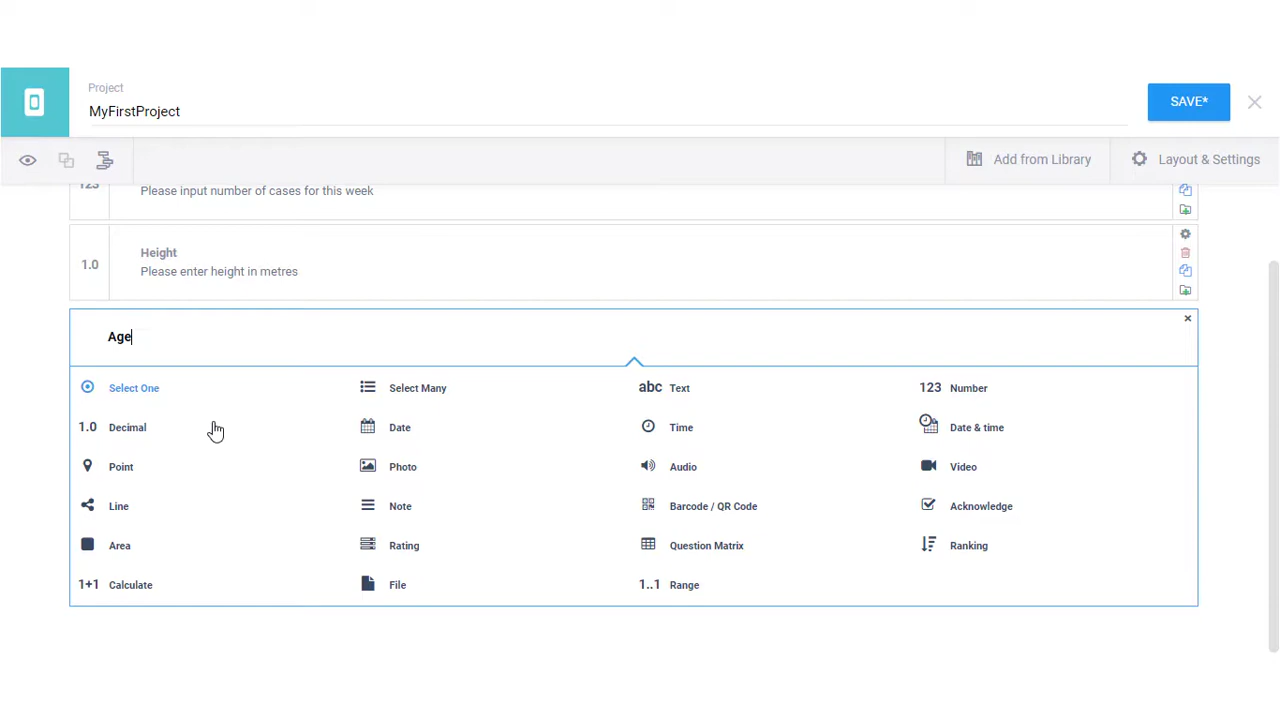 Project
MyFirstProject
SAVE*
Add from Library
Layout & Settings
123
Please input number of cases for this week
1.0
Height
Please enter height in metres
Age
Select One
Select Many
abc Text
123 Number
1.0 Decimal
Date
Time
Date & time
Point
Photo
Audio
Video
Line
Note
Barcode / QR Code
Acknowledge
Area
Rating
Question Matrix
Ranking
1+1 Calculate
File
1..1 Range